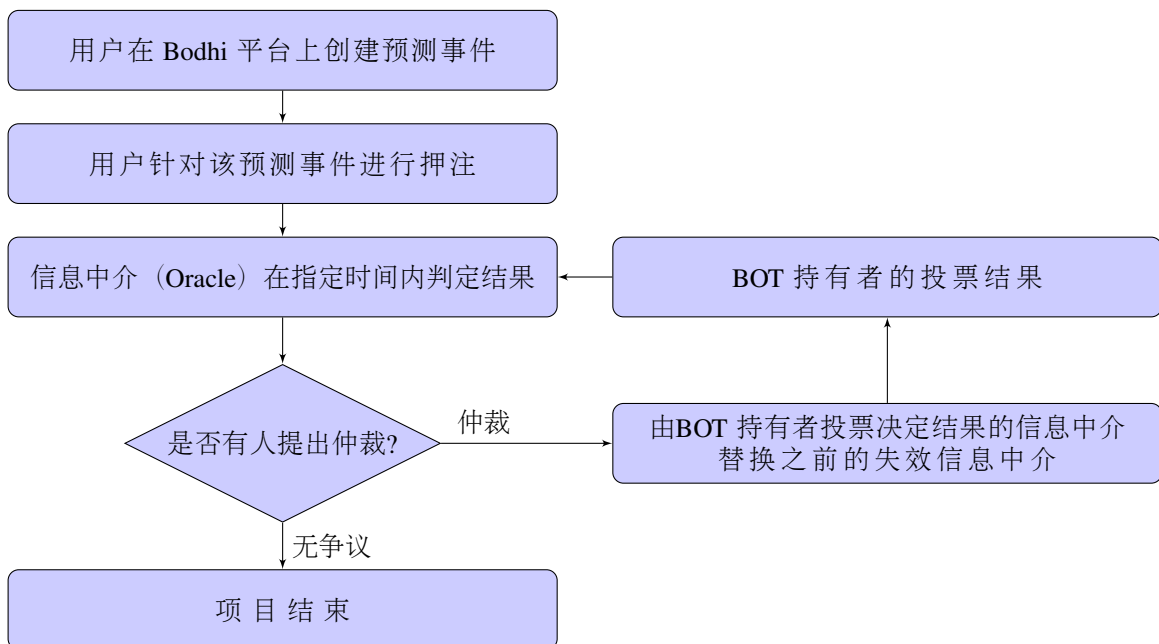 用户在 Bodhi 平台上创建预测事件
用户针对该预测事件进行押注
信息中介（Oracle）在指定时间内判定结果
BOT 持有者的投票结果
是否有人提出仲裁?
仲裁
由BOT 持有者投票决定结果的信息中介
替换之前的失效信息中介
无争议
项目结束